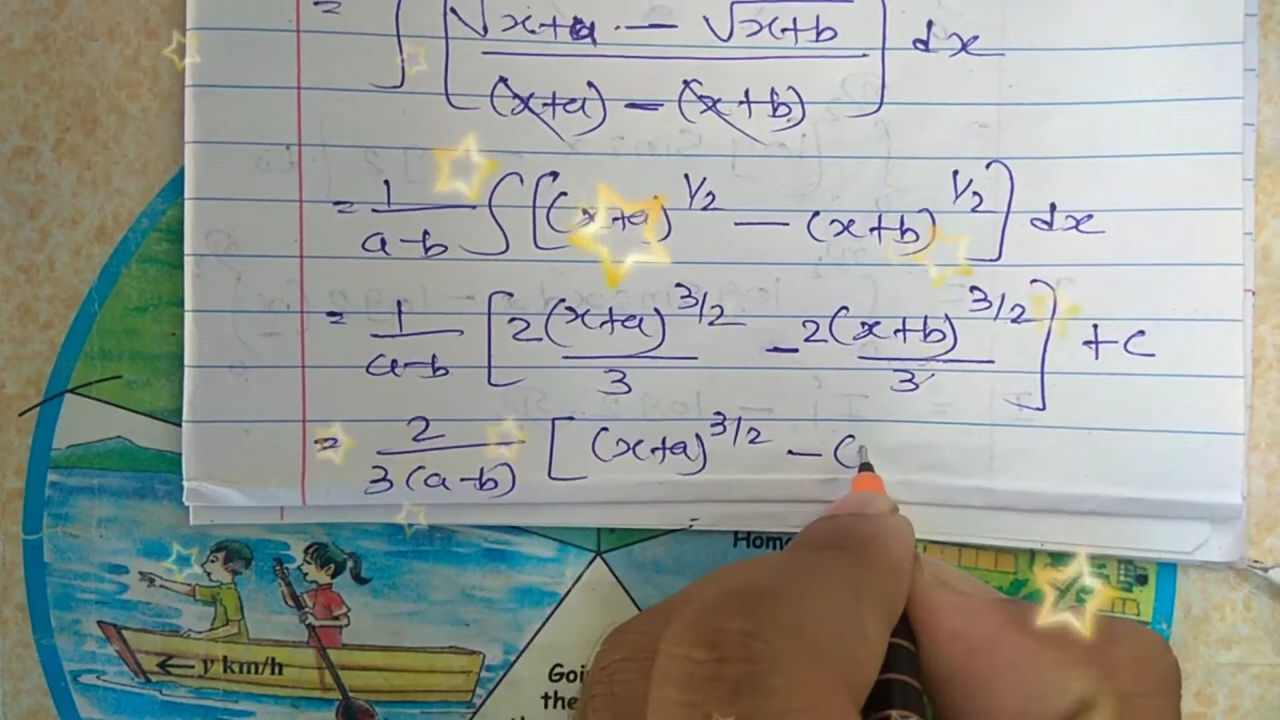 = ∫ [ (√x+a - √x+b) / ((x+a) - (x+b)) ] dx
= 1/(a-b) ∫ [(x+a)^1/2 - (x+b)^1/2] dx
= 1/(a-b) [ 2(x+a)^3/2 / 3 - 2(x+b)^3/2 / 3 ] + c
= 2/(3(a-b)) [ (x+a)^3/2 - (
Home
← y km/h
Goi
the